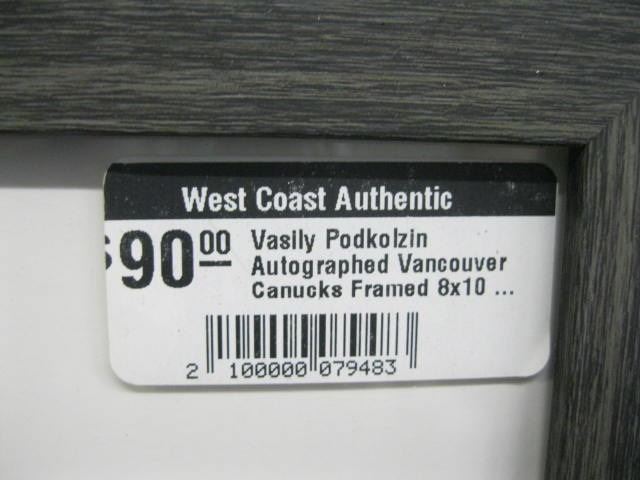 West Coast Authentic
$90.00
Vasily Podkolzin
Autographed Vancouver
Canucks Framed 8x10 ...
2 100000 079483